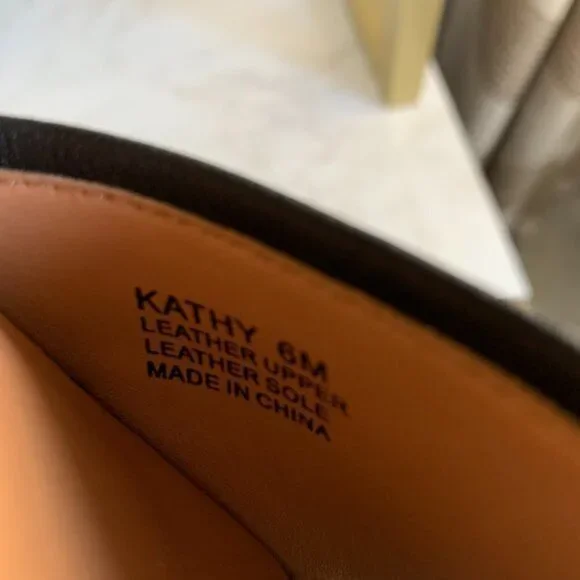 KATHY 6M
LEATHER UPPER
LEATHER SOLE
MADE IN CHINA